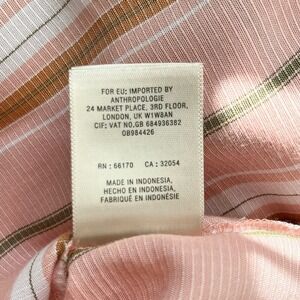 FOR EU: IMPORTED BY
ANTHROPOLOGIE
24 MARKET PLACE, 3RD FLOOR,
LONDON, UK W1W8AN
CIF: VAT NO,GB 684936382
0B984426
RN : 66170 CA : 32054
MADE IN INDONESIA,
HECHO EN INDONESIA,
FABRIQUÉ EN INDONÉSIE